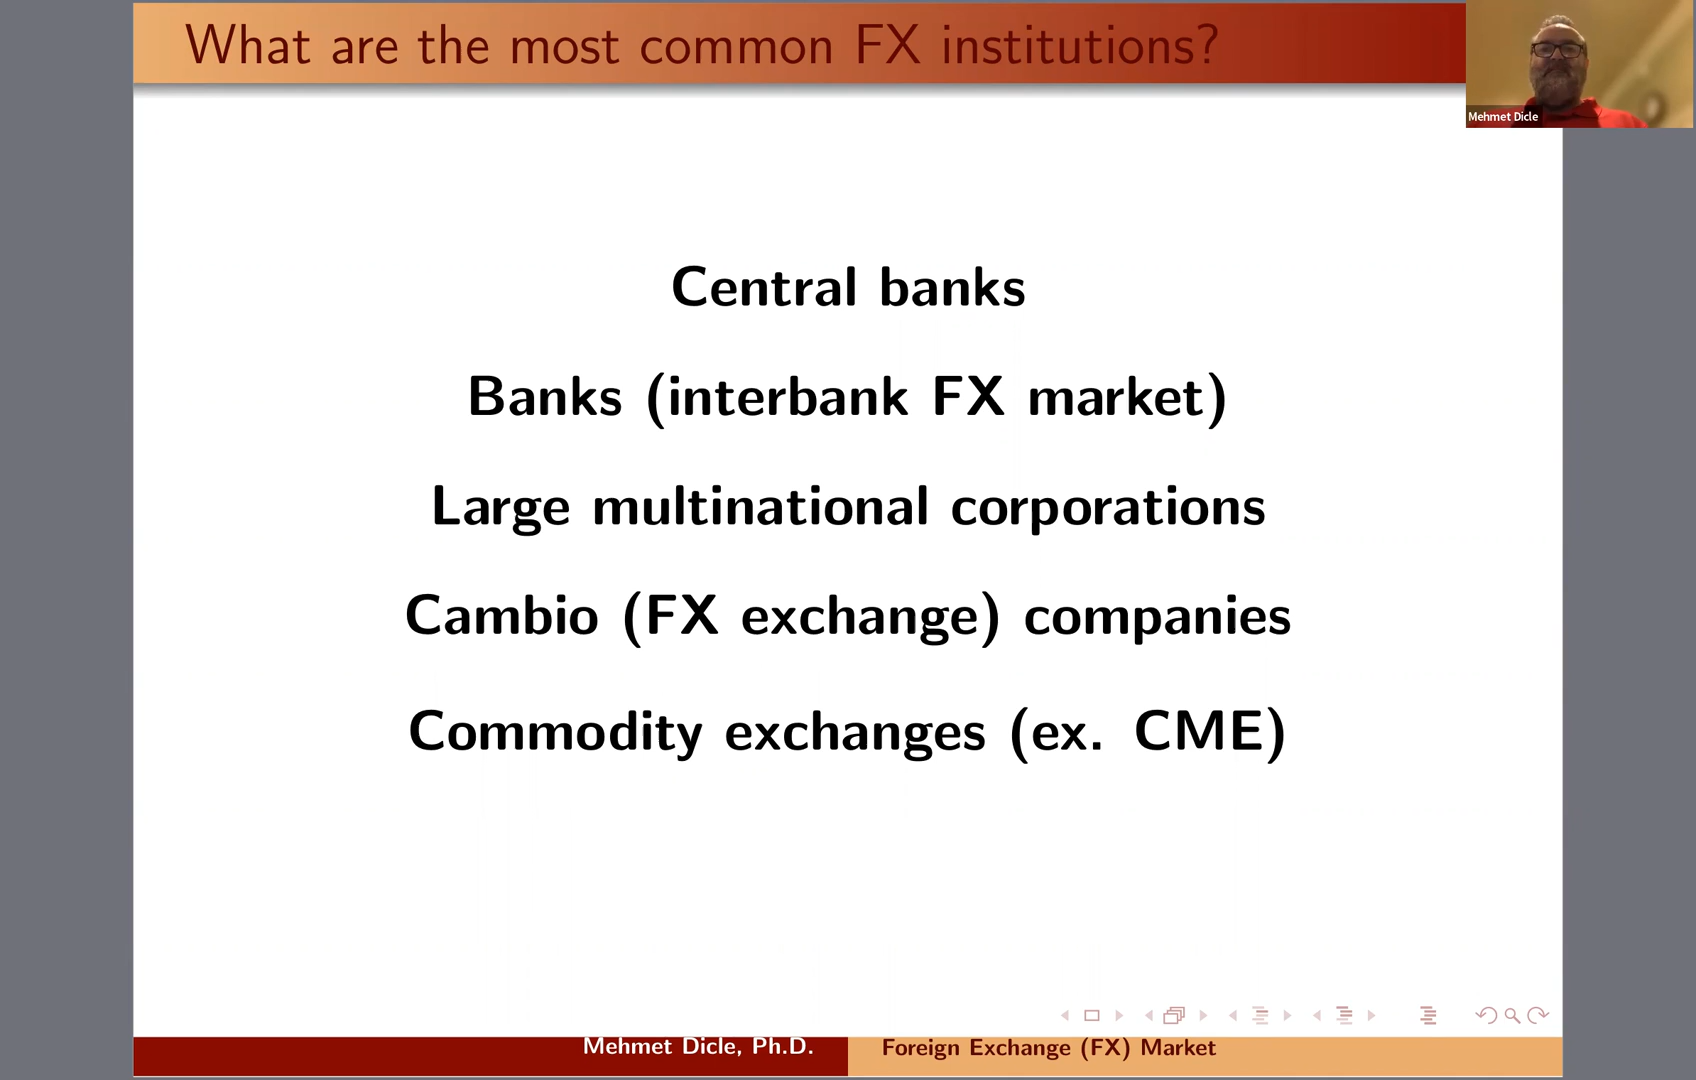 What are the most common FX institutions?
Mehmet Dicle
Central banks
Banks (interbank FX market)
Large multinational corporations
Cambio (FX exchange) companies
Commodity exchanges (ex. CME)
Mehmet Dicle, Ph.D.
Foreign Exchange (FX) Market